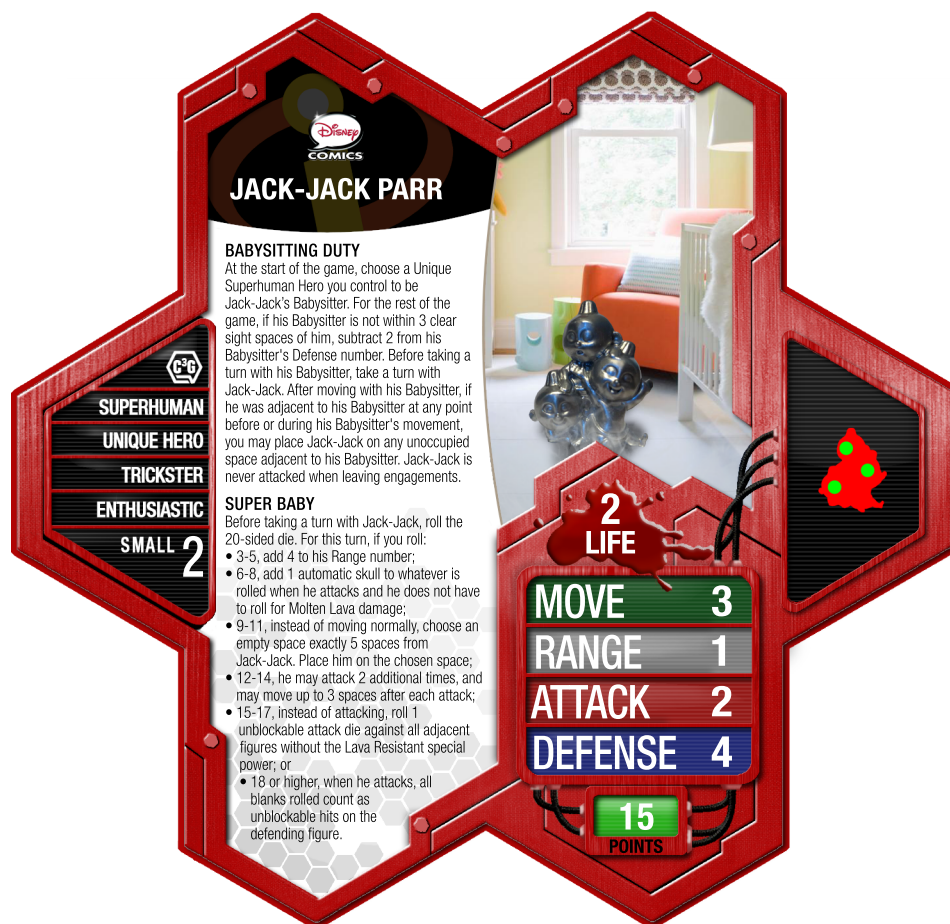 Disney
COMICS
JACK-JACK PARR
BABYSITTING DUTY
At the start of the game, choose a Unique
Superhuman Hero you control to be
Jack-Jack's Babysitter. For the rest of the
game, if his Babysitter is not within 3 clear
sight spaces of him, subtract 2 from his
Babysitter's Defense number. Before taking a
turn with his Babysitter, take a turn with
Jack-Jack. After moving with his Babysitter, if
he was adjacent to his Babysitter at any point
before or during his Babysitter's movement,
you may place Jack-Jack on any unoccupied
space adjacent to his Babysitter. Jack-Jack is
never attacked when leaving engagements.
SUPER BABY
Before taking a turn with Jack-Jack, roll the
20-sided die. For this turn, if you roll:
• 3-5, add 4 to his Range number;
• 6-8, add 1 automatic skull to whatever is
rolled when he attacks and he does not have
to roll for Molten Lava damage;
• 9-11, instead of moving normally, choose an
empty space exactly 5 spaces from
Jack-Jack. Place him on the chosen space;
• 12-14, he may attack 2 additional times, and
may move up to 3 spaces after each attack;
• 15-17, instead of attacking, roll 1
unblockable attack die against all adjacent
figures without the Lava Resistant special
power; or
• 18 or higher, when he attacks, all
blanks rolled count as
unblockable hits on the
defending figure.
C3G
SUPERHUMAN
UNIQUE HERO
TRICKSTER
ENTHUSIASTIC
SMALL 2
2
LIFE
MOVE 3
RANGE 1
ATTACK 2
DEFENSE 4
15
POINTS